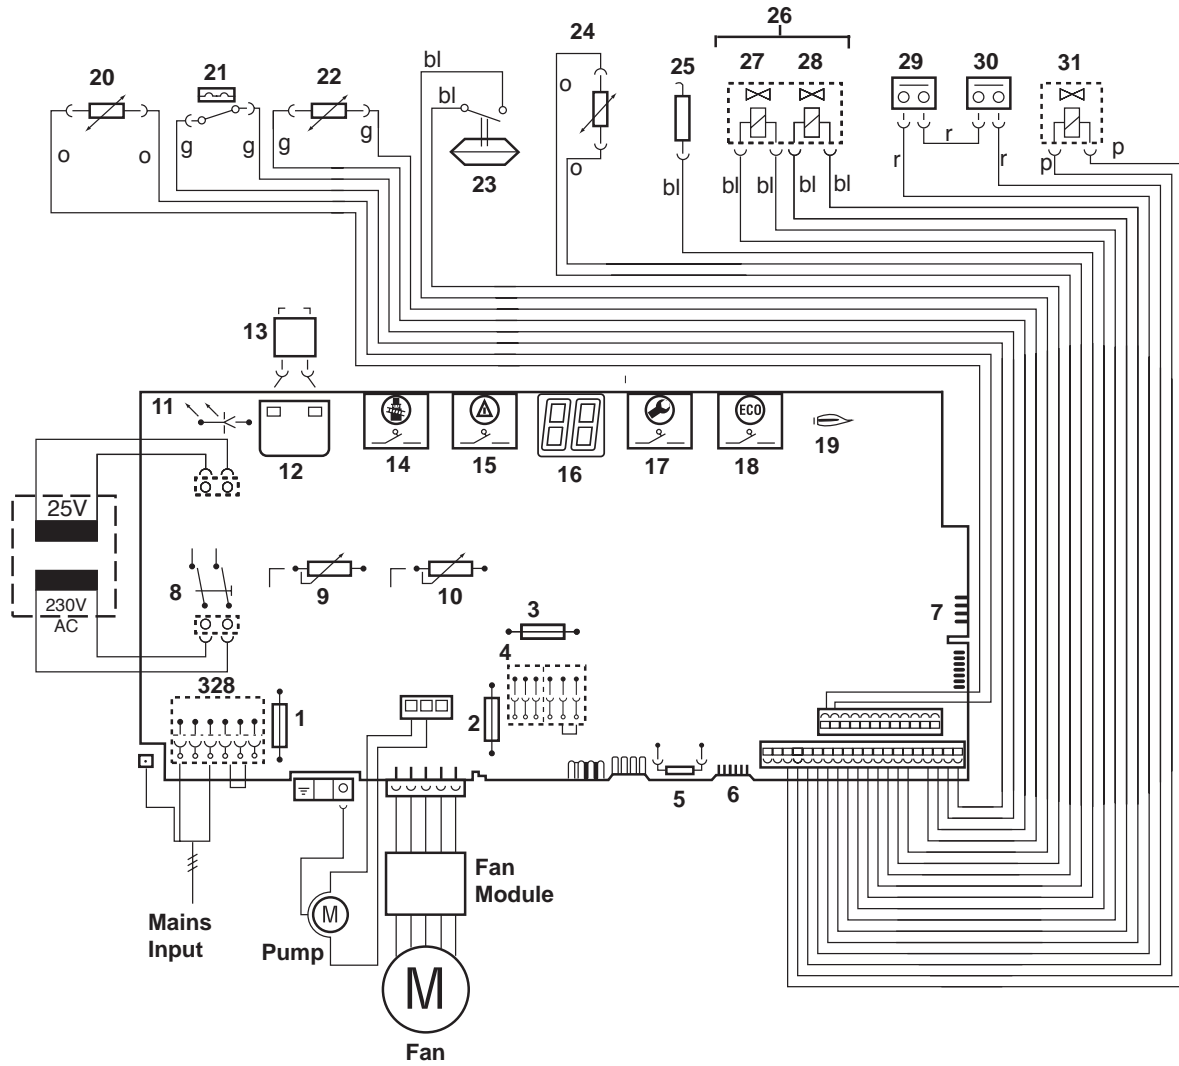 26
24
20 21 22 25 27 28 29 30 31
bl
bl o
o o g g g g o r p
23 bl bl bl bl bl r r p
13
11 ECO
12 14 15 16 17 18 19
25V
8 9 10
230V
AC
3 7
4
328
1 2
5 6
Fan
Module
Mains
Input
M
Pump
M
Fan